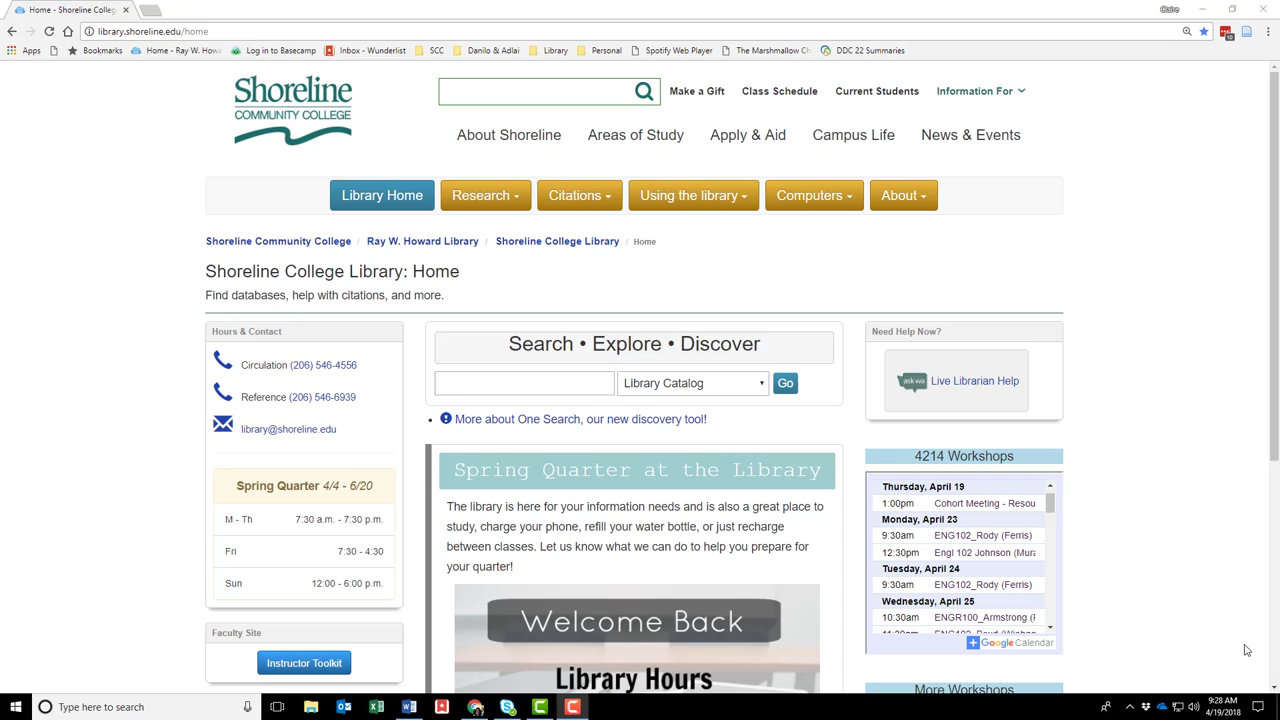 Home - Shoreline Colleg
Claire
library.shoreline.edu/home
Apps
Bookmarks
Home - Ray W. Howa
Log in to Basecamp
Inbox - Wunderlist
SCC
Danilo & Adlai
Library
Personal
Spotify Web Player
The Marshmallow Ch
DDC 22 Summaries
Shoreline
COMMUNITY COLLEGE
Make a Gift
Class Schedule
Current Students
Information For
About Shoreline
Areas of Study
Apply & Aid
Campus Life
News & Events
Library Home
Research
Citations
Using the library
Computers
About
Shoreline Community College / Ray W. Howard Library / Shoreline College Library / Home
Shoreline College Library: Home
Find databases, help with citations, and more.
Hours & Contact
Circulation (206) 546-4556
Reference (206) 546-6939
library@shoreline.edu
Spring Quarter 4/4 - 6/20
M - Th 7:30 a.m. - 7:30 p.m.
Fri 7:30 - 4:30
Sun 12:00 - 6:00 p.m.
Faculty Site
Instructor Toolkit
Search • Explore • Discover
Library Catalog
Go
More about One Search, our new discovery tool!
Spring Quarter at the Library
The library is here for your information needs and is also a great place to
study, charge your phone, refill your water bottle, or just recharge
between classes. Let us know what we can do to help you prepare for
your quarter!
Welcome Back
Library Hours
Need Help Now?
ask wa
Live Librarian Help
4214 Workshops
Thursday, April 19
1:00pm Cohort Meeting - Resou
Monday, April 23
9:30am ENG102_Rody (Ferris)
12:30pm Engl 102 Johnson (Mura
Tuesday, April 24
9:30am ENG102_Rody (Ferris)
Wednesday, April 25
10:30am ENGR100_Armstrong (F
Google Calendar
More Workshops
Type here to search
9:28 AM
4/19/2018